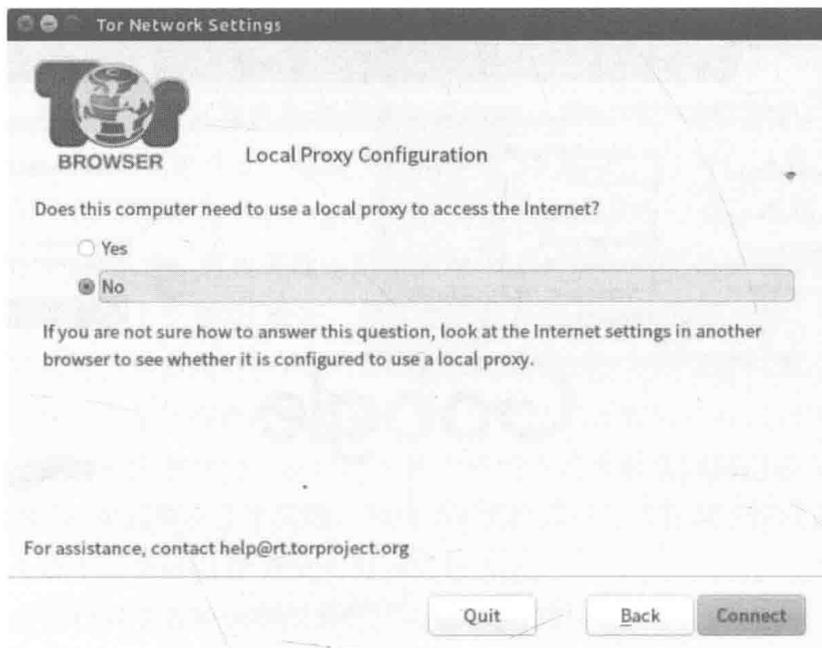 Tor Network Settings
Tor
BROWSER
Local Proxy Configuration
Does this computer need to use a local proxy to access the Internet?
Yes
No
If you are not sure how to answer this question, look at the Internet settings in another
browser to see whether it is configured to use a local proxy.
Google
For assistance, contact help@rt.torproject.org
Quit
Back
Connect